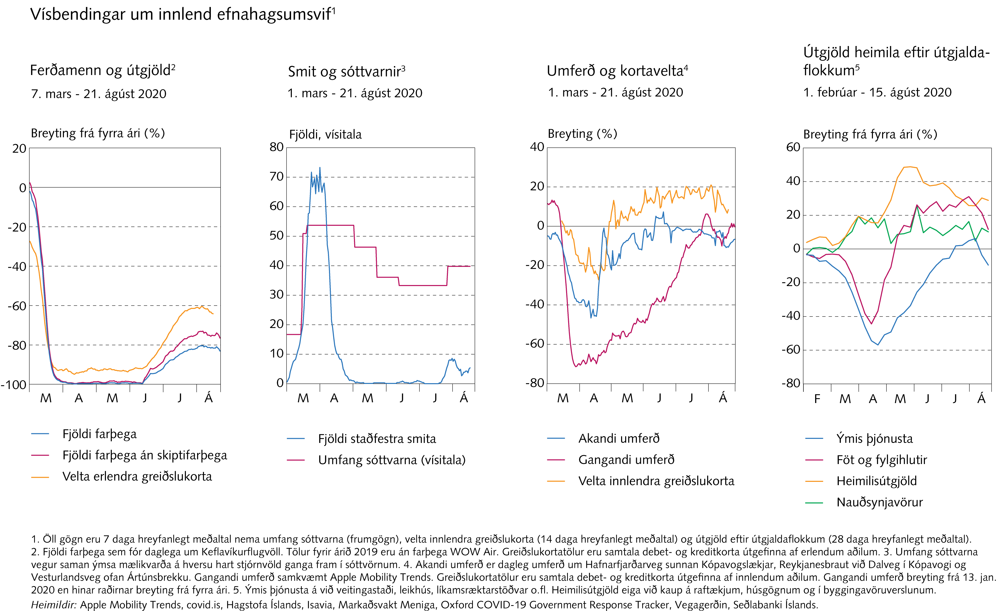 Vísbendingar um innlend efnahagsumsvif¹
Ferðamenn og útgjöld²
7. mars - 21. ágúst 2020
Breyting frá fyrra ári (%)
20
0
-20
-40
-60
-80
-100
M A M J J Á
Fjöldi farþega
Fjöldi farþega án skiptifarþega
Velta erlendra greiðslukorta
Smit og sóttvarnir³
1. mars - 21. ágúst 2020
Fjöldi, vísitala
80
70
60
50
40
30
20
10
0
M A M J J Á
Fjöldi staðfestra smita
Umfang sóttvarna (vísitala)
Umferð og kortavelta⁴
1. mars - 21. ágúst 2020
Breyting (%)
40
20
0
-20
-40
-60
-80
M A M J J Á
Akandi umferð
Gangandi umferð
Velta innlendra greiðslukorta
Útgjöld heimila eftir útgjalda-
flokkum⁵
1. febrúar - 15. ágúst 2020
Breyting frá fyrra ári (%)
60
40
20
0
-20
-40
-60
-80
F M A M J J Á
Ýmis þjónusta
Föt og fylgihlutir
Heimilisútgjöld
Nauðsynjavörur
1. Öll gögn eru 7 daga hreyfanlegt meðaltal nema umfang sóttvarna (frumgögn), velta innlendra greiðslukorta (14 daga hreyfanlegt meðaltal) og útgjöld eftir útgjaldaflokkum (28 daga hreyfanlegt meðaltal).
2. Fjöldi farþega sem fór daglega um Keflavíkurflugvöll. Tölur fyrir árið 2019 eru án farþega WOW Air. Greiðslukortatölur eru samtala debet- og kreditkorta útgefinna af erlendum aðilum. 3. Umfang sóttvarna
vegur saman ýmsa mælikvarða á hversu hart stjórnvöld ganga fram í sóttvörnum. 4. Akandi umferð er dagleg umferð um Hafnarfjarðarveg sunnan Kópavogslækjar, Reykjanesbraut við Dalveg í Kópavogi og
Vesturlandsveg ofan Ártúnsbrekku. Gangandi umferð samkvæmt Apple Mobility Trends. Greiðslukortatölur eru samtala debet- og kreditkorta útgefinna af innlendum aðilum. Gangandi umferð breyting frá 13. jan.
2020 en hinar raðirnar breyting frá fyrra ári. 5. Ýmis þjónusta á við veitingastaði, leikhús, líkamsræktarstöðvar o.fl. Heimilisútgjöld eiga við kaup á raftækjum, húsgögnum og í byggingavöruverslunum.
Heimildir: Apple Mobility Trends, covid.is, Hagstofa Íslands, Isavia, Markaðsvakt Meniga, Oxford COVID-19 Government Response Tracker, Vegagerðin, Seðlabanki Íslands.